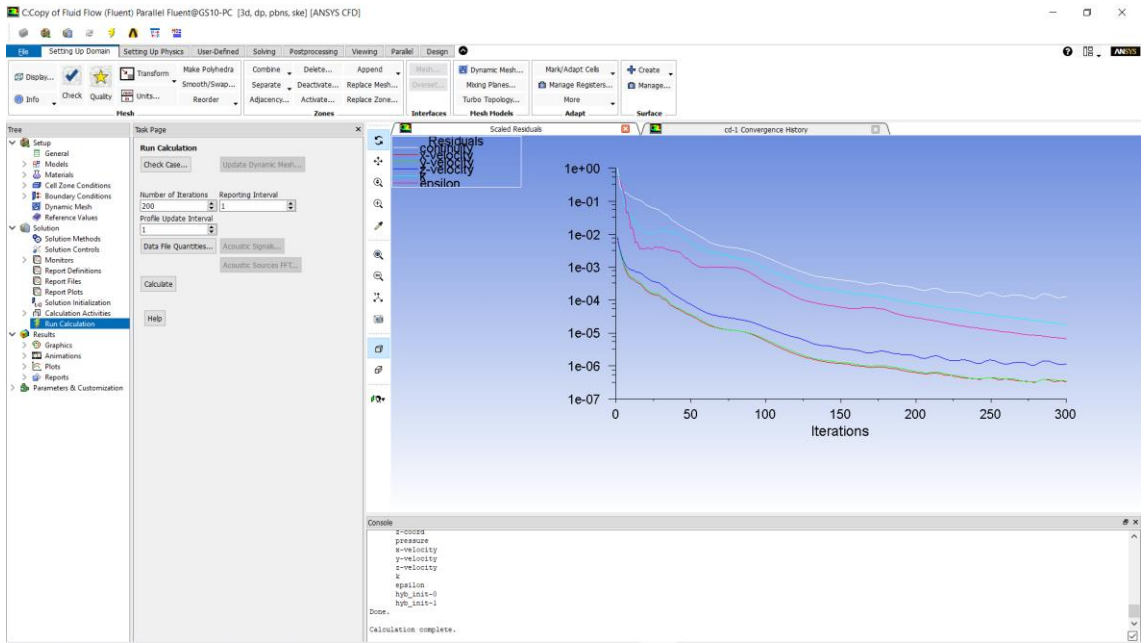 C:Copy of Fluid Flow (Fluent) Parallel Fluent@GS10-PC [3d, dp, pbns, ske] [ANSYS CFD]
File Setting Up Domain Setting Up Physics User-Defined Solving Postprocessing Viewing Parallel Design
ANSYS
Display... Check Quality Transform Make Polyhedra Combine Delete... Append Mesh... Dynamic Mesh... Mark/Adapt Cells Create
Smooth/Swap... Separate Deactivate... Replace Mesh... Overset... Mixing Planes... Manage Registers... Manage...
Info Units... Reorder Adjacency... Activate... Replace Zone... Turbo Topology... More
Mesh Zones Interfaces Mesh Models Adapt Surface
Tree
Setup
General
Models
Materials
Cell Zone Conditions
Boundary Conditions
Dynamic Mesh
Reference Values
Solution
Solution Methods
Solution Controls
Monitors
Report Definitions
Report Files
Report Plots
Solution Initialization
Calculation Activities
Run Calculation
Results
Graphics
Animations
Plots
Reports
Parameters & Customization
Task Page
Run Calculation
Check Case... Update Dynamic Mesh...
Number of Iterations Reporting Interval
200 1
Profile Update Interval
1
Data File Quantities... Acoustic Signals...
Acoustic Sources FFT...
Calculate
Help
Scaled Residuals cd-1 Convergence History
Residuals
continuity
x-velocity
y-velocity
z-velocity
k
epsilon
1e+00
1e-01
1e-02
1e-03
1e-04
1e-05
1e-06
1e-07
0 50 100 150 200 250 300
Iterations
Console
z-coord
pressure
x-velocity
y-velocity
z-velocity
k
epsilon
hyb_init-0
hyb_init-1
Done.
Calculation complete.